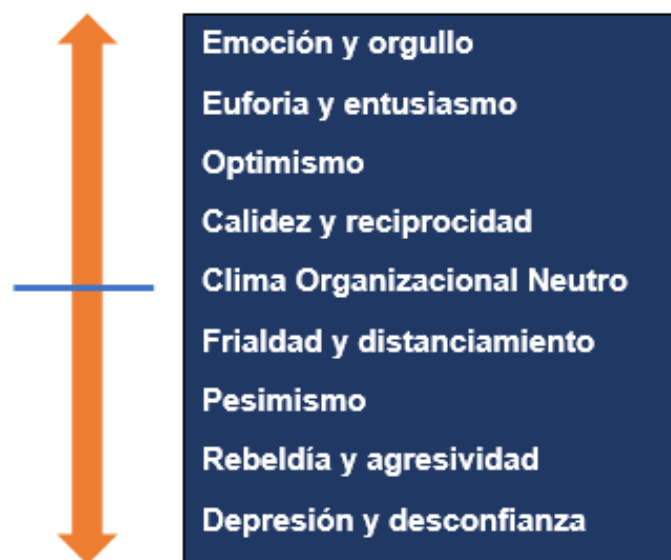 Emoción y orgullo
Euforia y entusiasmo
Optimismo
Calidez y reciprocidad
Clima Organizacional Neutro
Frialdad y distanciamiento
Pesimismo
Rebeldía y agresividad
Depresión y desconfianza